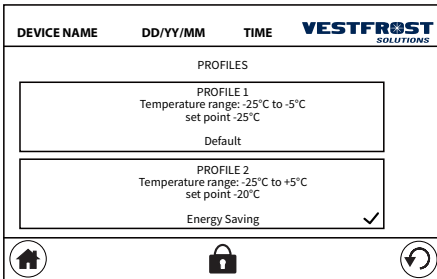 DEVICE NAME DD/YY/MM TIME VESTFROST
SOLUTIONS
PROFILES
PROFILE 1
Temperature range: -25°C to -5°C
set point -25°C
Default
PROFILE 2
Temperature range: -25°C to +5°C
set point -20°C
Energy Saving